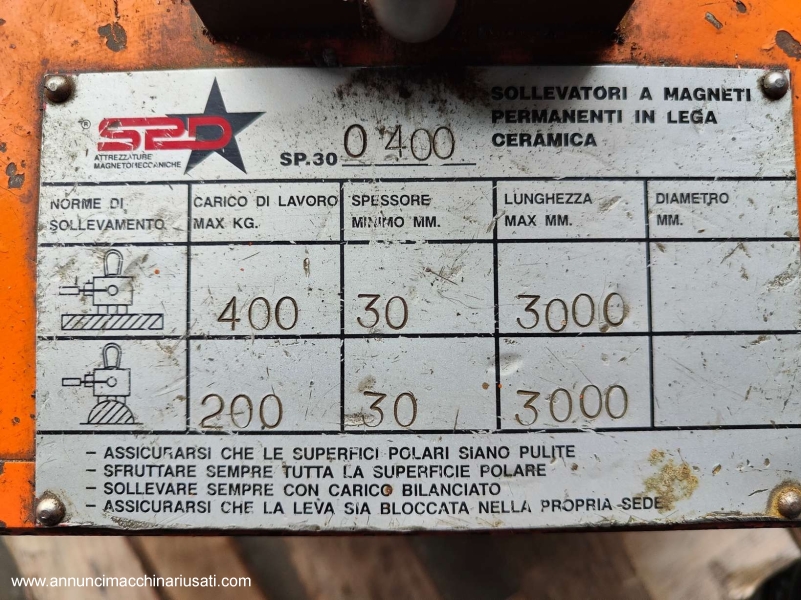 SPD
®
ATTREZZATURE
MAGNETOMECCANICHE
SP.30 0 400
SOLLEVATORI A MAGNETI
PERMANENTI IN LEGA
CERAMICA
NORME DI
SOLLEVAMENTO
CARICO DI LAVORO
MAX KG.
SPESSORE
MINIMO MM.
LUNGHEZZA
MAX MM.
DIAMETRO
MM.
400 30 3000
200 30 3000
- ASSICURARSI CHE LE SUPERFICI POLARI SIANO PULITE
- SFRUTTARE SEMPRE TUTTA LA SUPERFICIE POLARE
- SOLLEVARE SEMPRE CON CARICO BILANCIATO
- ASSICURARSI CHE LA LEVA SIA BLOCCATA NELLA PROPRIA SEDE
www.annuncimacchinariusati.com